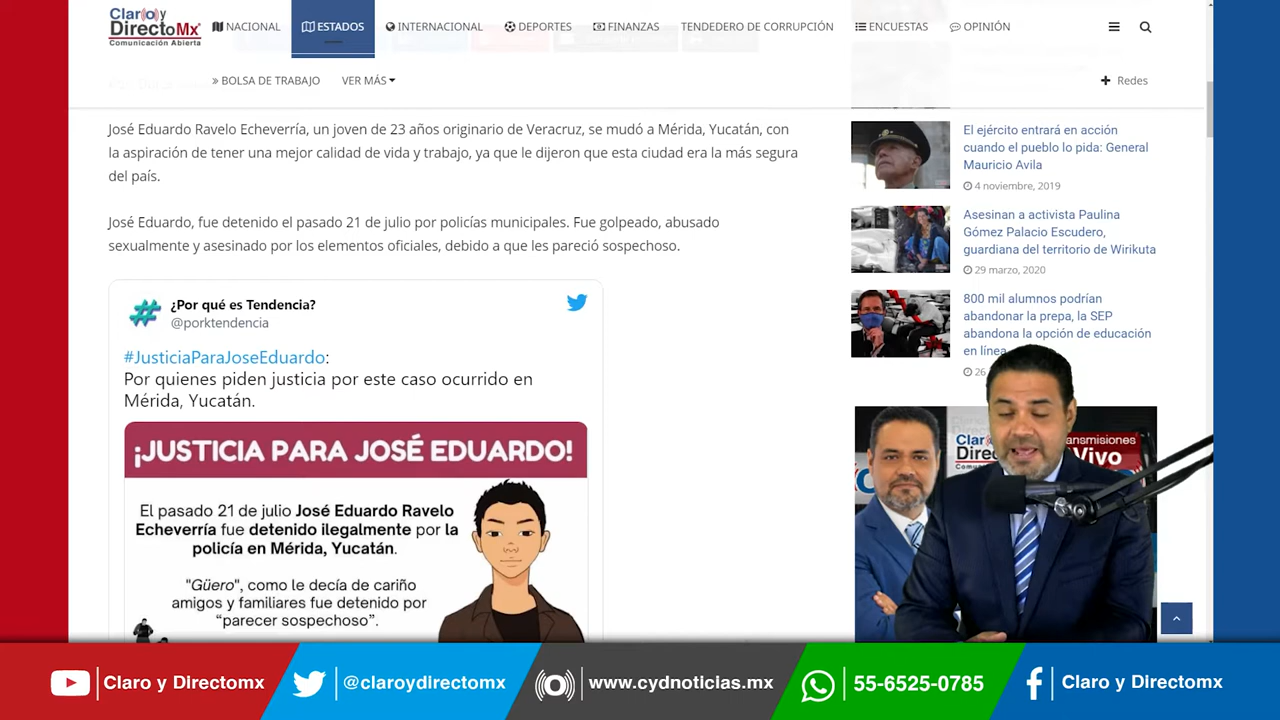 Claro y
DirectoMx
Comunicación Abierta
NACIONAL
ESTADOS
INTERNACIONAL
DEPORTES
FINANZAS
TENDEDERO DE CORRUPCIÓN
ENCUESTAS
OPINIÓN
» BOLSA DE TRABAJO
VER MÁS
+ Redes
José Eduardo Ravelo Echeverría, un joven de 23 años originario de Veracruz, se mudó a Mérida, Yucatán, con
la aspiración de tener una mejor calidad de vida y trabajo, ya que le dijeron que esta ciudad era la más segura
del país.
José Eduardo, fue detenido el pasado 21 de julio por policías municipales. Fue golpeado, abusado
sexualmente y asesinado por los elementos oficiales, debido a que les pareció sospechoso.
¿Por qué es Tendencia?
@porktendencia
#JusticiaParaJoseEduardo:
Por quienes piden justicia por este caso ocurrido en
Mérida, Yucatán.
¡JUSTICIA PARA JOSÉ EDUARDO!
El pasado 21 de julio José Eduardo Ravelo
Echeverría fue detenido ilegalmente por la
policía en Mérida, Yucatán.
"Güero", como le decía de cariño
amigos y familiares fue detenido por
"parecer sospechoso".
El ejército entrará en acción
cuando el pueblo lo pida: General
Mauricio Avila
4 noviembre, 2019
Asesinan a activista Paulina
Gómez Palacio Escudero,
guardiana del territorio de Wirikuta
29 marzo, 2020
800 mil alumnos podrían
abandonar la prepa, la SEP
abandona la opción de educación
en línea
26
Claro y Directomx
@claroydirectomx
www.cydnoticias.mx
55-6525-0785
Claro y Directomx